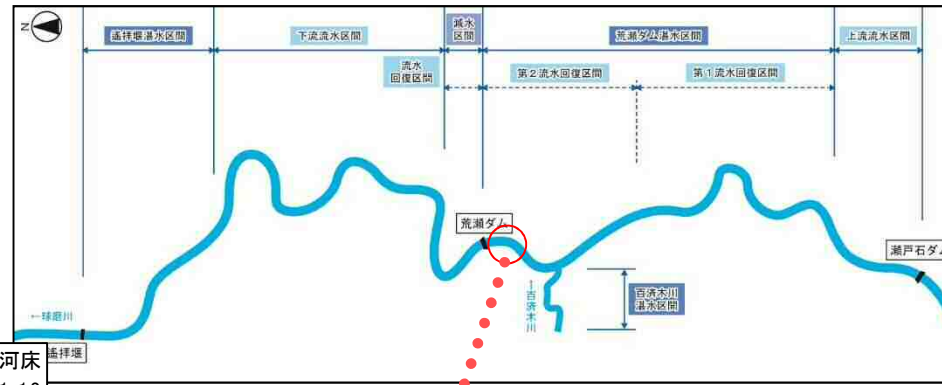 N
遙拝堰湛水区間
下流流水区間
減水
区間
荒瀬ダム湛水区間
上流流水区間
流水
回復区間
第2流水回復区間
第1流水回復区間
荒瀬ダム
瀬戸石ダム
←百済木川
百済木川
湛水区間
←球磨川
遙拝堰
河床